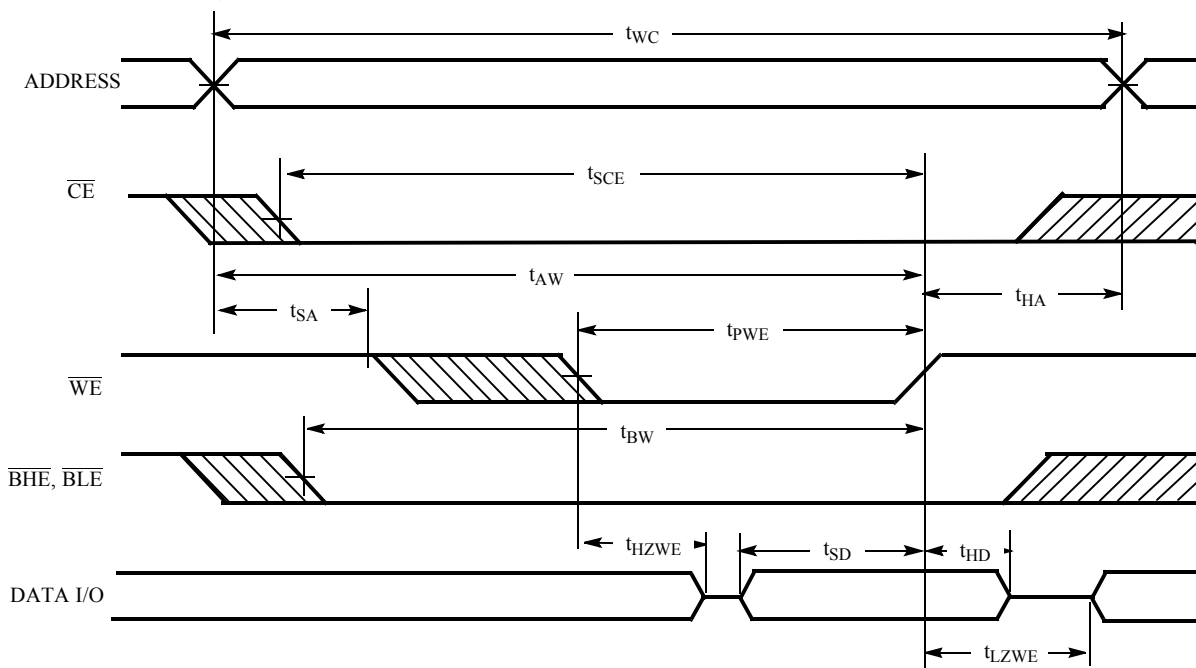 tWC
ADDRESS
tSCE
CE
tAW
tSA
tHA
tPWE
WE
tBW
BHE, BLE
tHZWE
tSD
tHD
DATA I/O
tLZWE